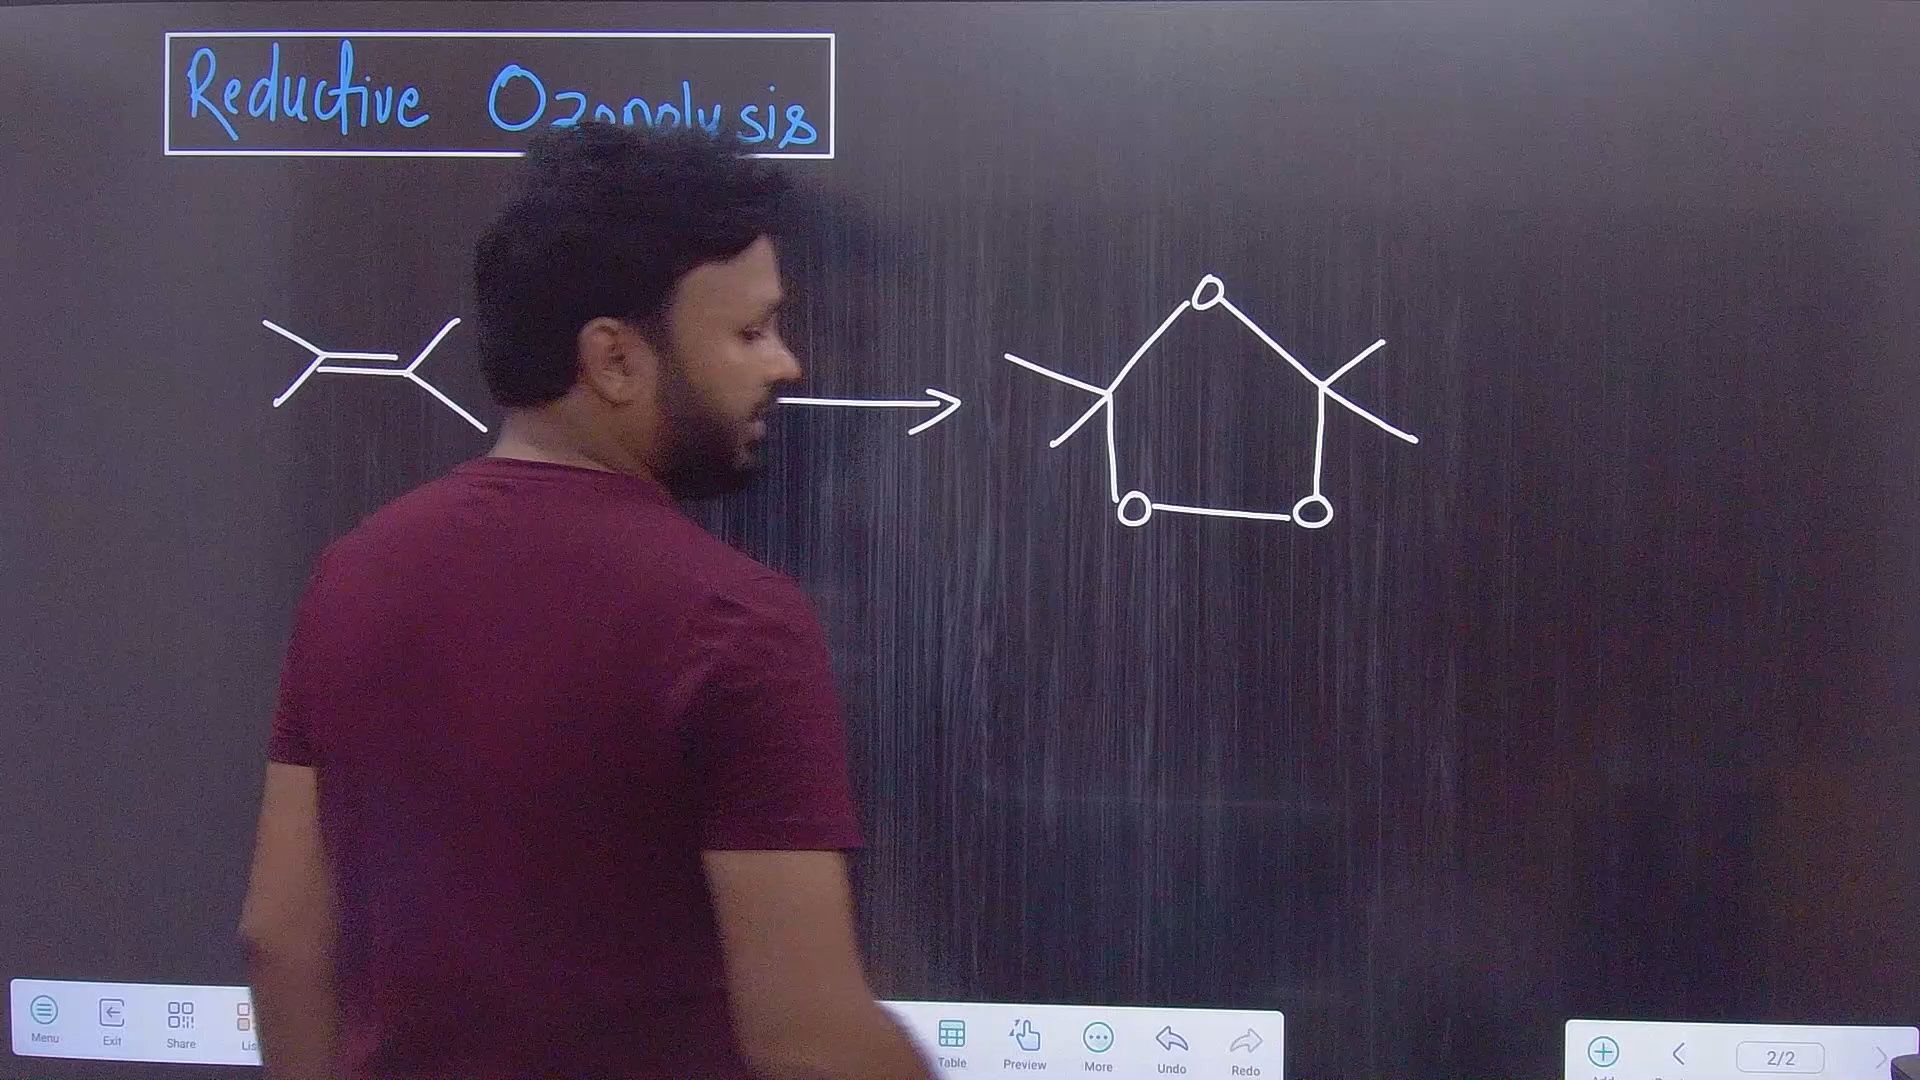 Reductive Ozonolysis
O
O O
Menu Exit Share Table Preview More Undo Redo
2/2